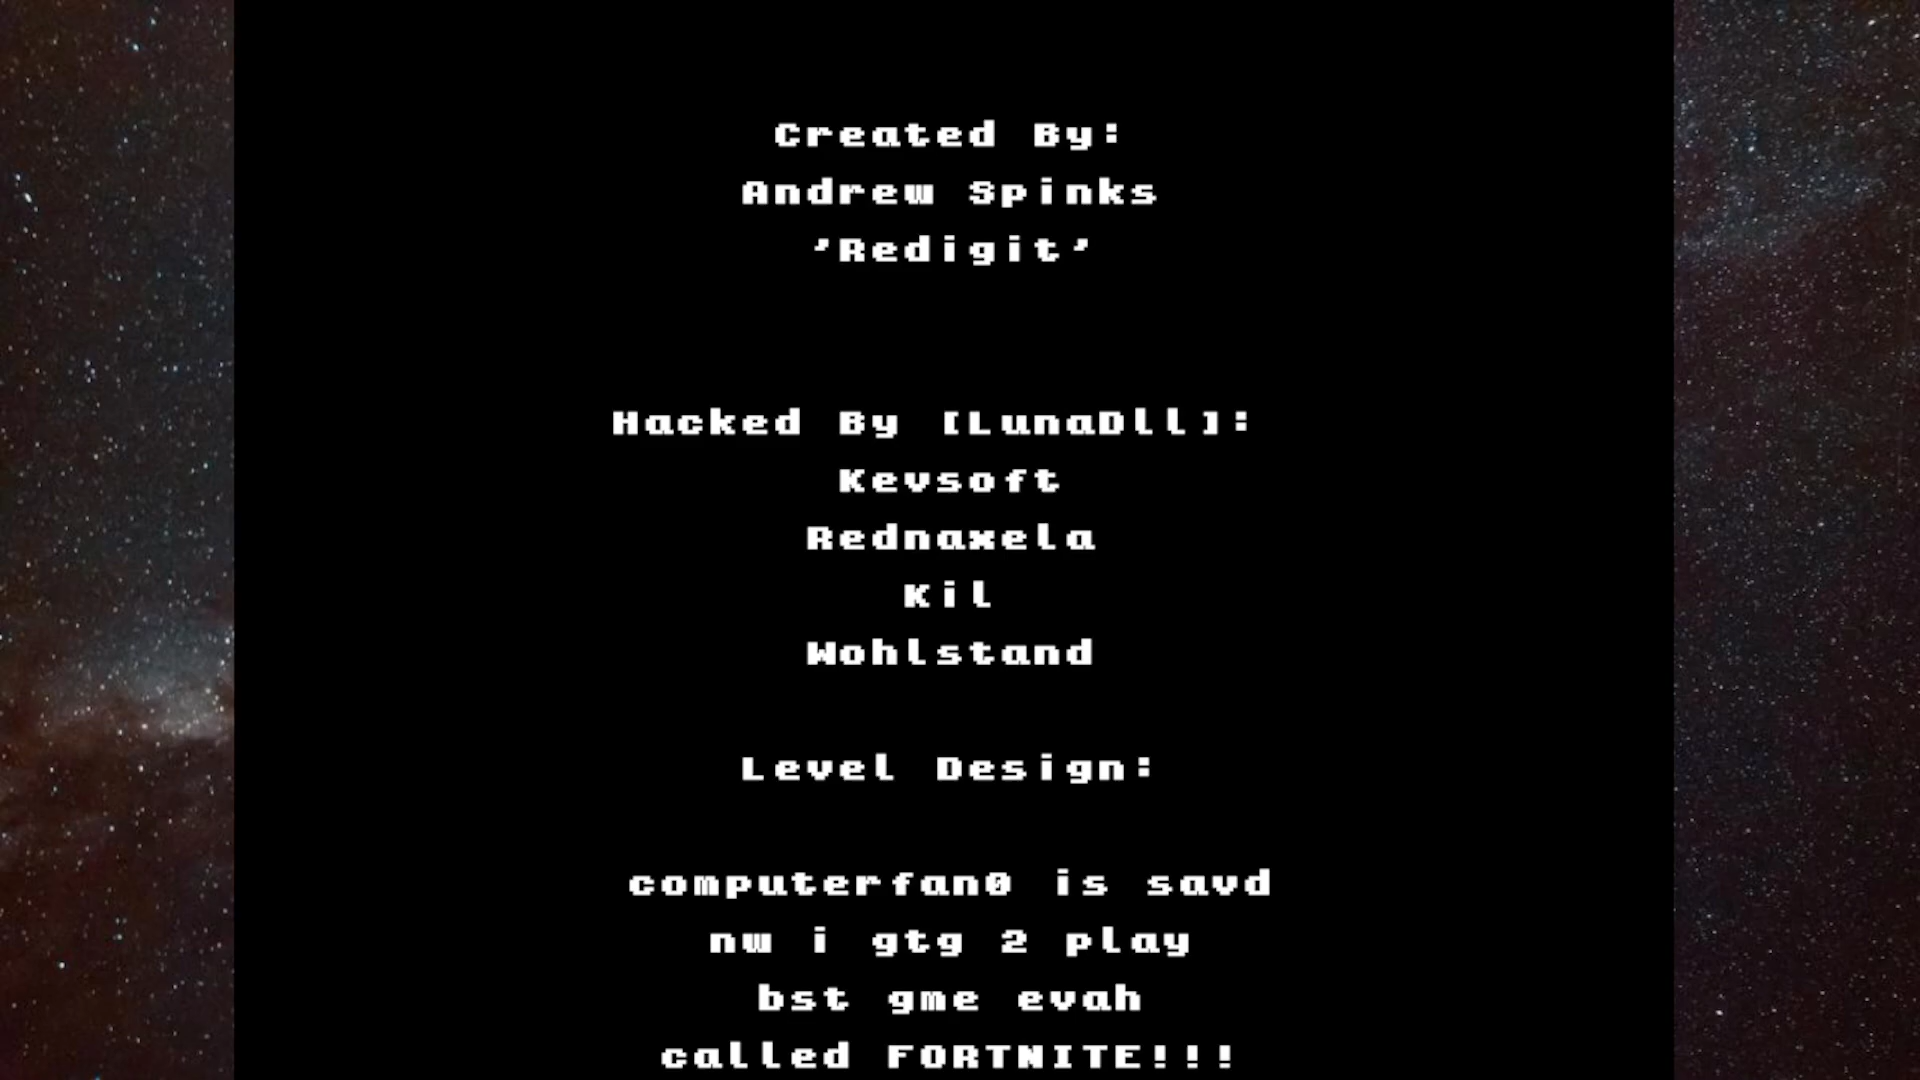 Created By:
Andrew Spinks
'Redigit'
Hacked By [LunaDll]:
Kevsoft
Rednaxela
Kil
Wohlstand
Level Design:
computerfan0 is savd
nw i gtg 2 play
bst gme evah
called FORTNITE!!!